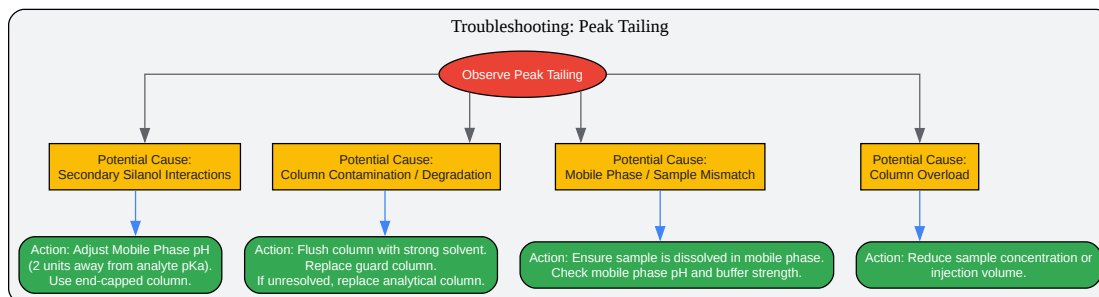 Troubleshooting: Peak Tailing
Observe Peak Tailing
Potential Cause:
Secondary Silanol Interactions
Potential Cause:
Column Contamination / Degradation
Potential Cause:
Mobile Phase / Sample Mismatch
Potential Cause:
Column Overload
Action: Adjust Mobile Phase pH
(2 units away from analyte pKa).
Use end-capped column.
Action: Flush column with strong solvent.
Replace guard column.
If unresolved, replace analytical column.
Action: Ensure sample is dissolved in mobile phase.
Check mobile phase pH and buffer strength.
Action: Reduce sample concentration or
injection volume.